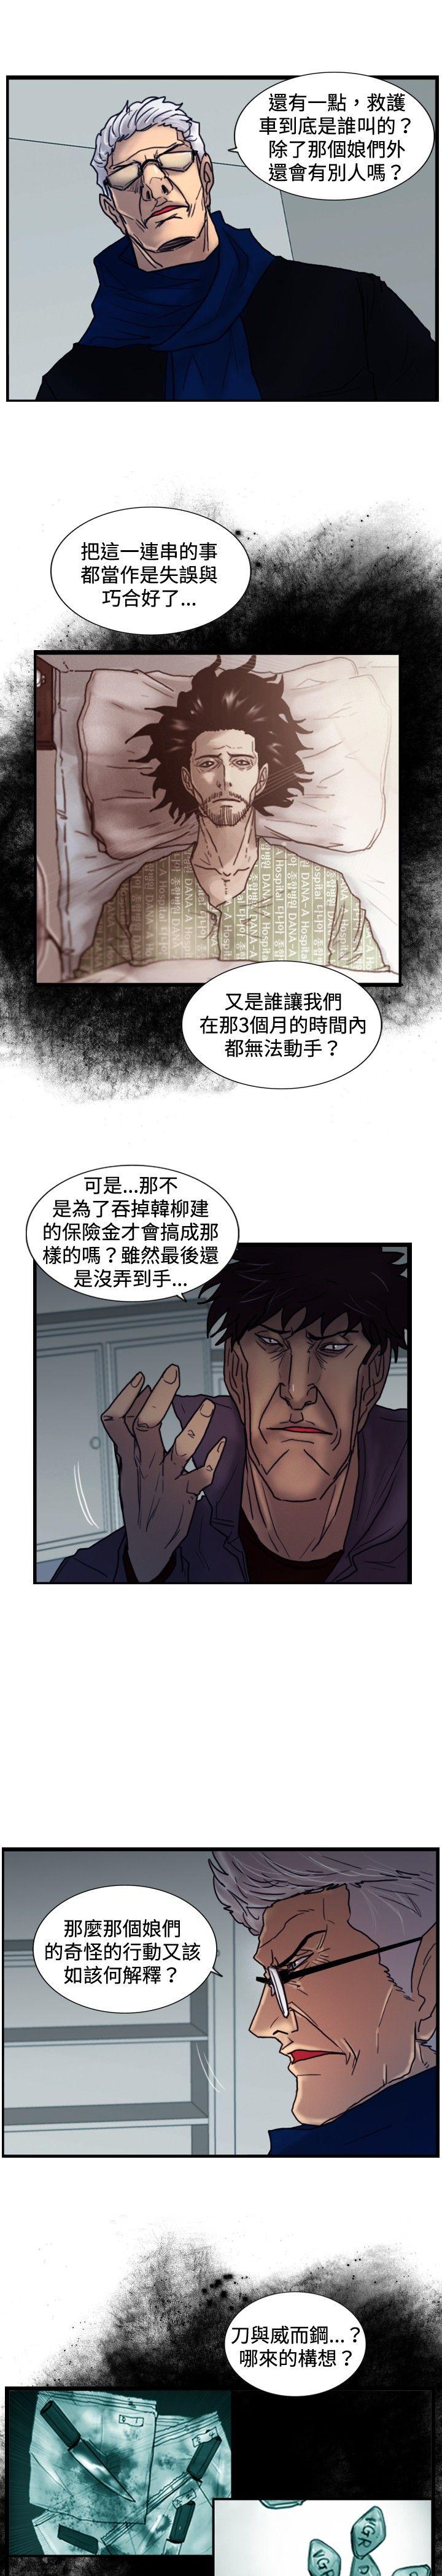 還有一點，救護
車到底是誰叫的？
除了那個娘們外
還會有別人嗎？
把這一連串的事
都當作是失誤與
巧合好了...
DANA-A Hospital
又是誰讓我們
在那3個月的時間內
都無法動手？
可是...那不
是為了吞掉韓柳建
的保險金才會搞成那
樣的嗎？雖然最後還
是沒弄到手...
那麼那個娘們
的奇怪的行動又該
如該何解釋？
刀與威而鋼...？
哪來的構想？
VGR